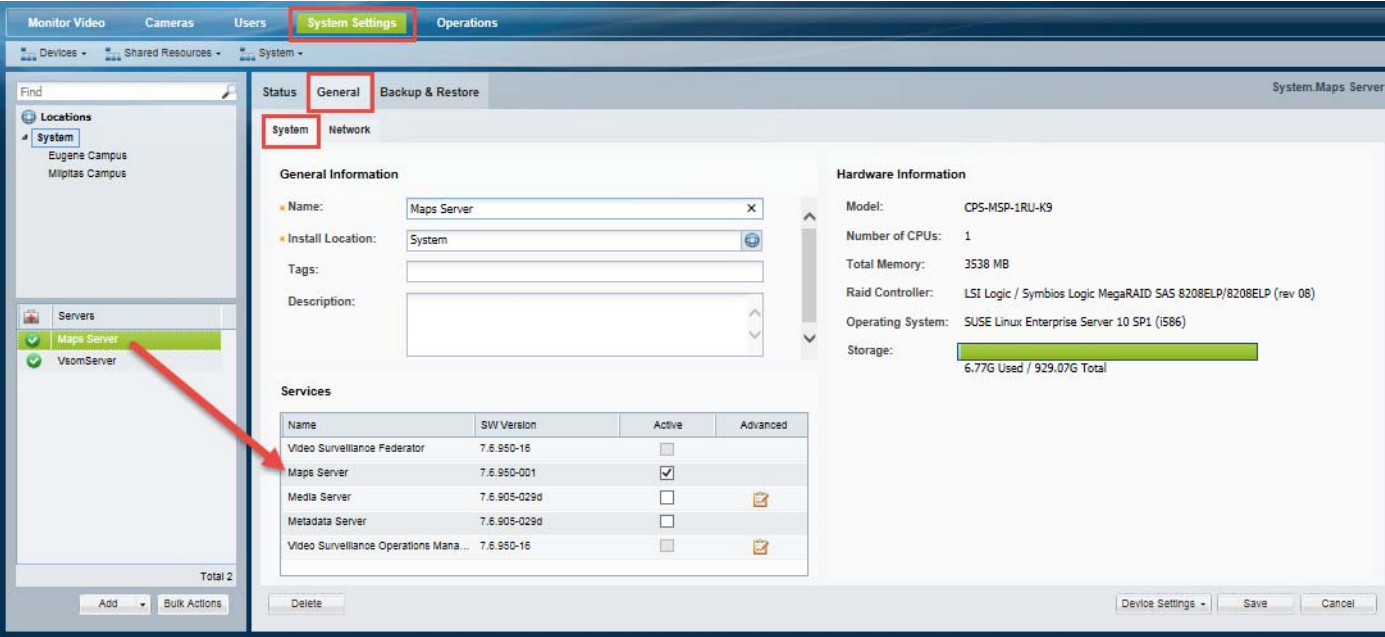 Monitor Video Cameras Users System Settings Operations
Devices Shared Resources System
Find
Locations
System
Eugene Campus
Milpitas Campus
Servers
Maps Server
VsomServer
Total 2
Add Bulk Actions
Status General Backup & Restore System.Maps Server
System Network
General Information
Name: Maps Server
Install Location: System
Tags:
Description:
Hardware Information
Model: CPS-MSP-1RU-K9
Number of CPUs: 1
Total Memory: 3538 MB
Raid Controller: LSI Logic / Symbios Logic MegaRAID SAS 8208ELP/8208ELP (rev 08)
Operating System: SUSE Linux Enterprise Server 10 SP1 (i586)
Storage:
6.77G Used / 929.07G Total
Services
Name SW Version Active Advanced
Video Surveillance Federator 7.6.950-16
Maps Server 7.6.950-001
Media Server 7.6.905-029d
Metadata Server 7.6.905-029d
Video Surveillance Operations Mana... 7.6.950-16
Delete Device Settings Save Cancel